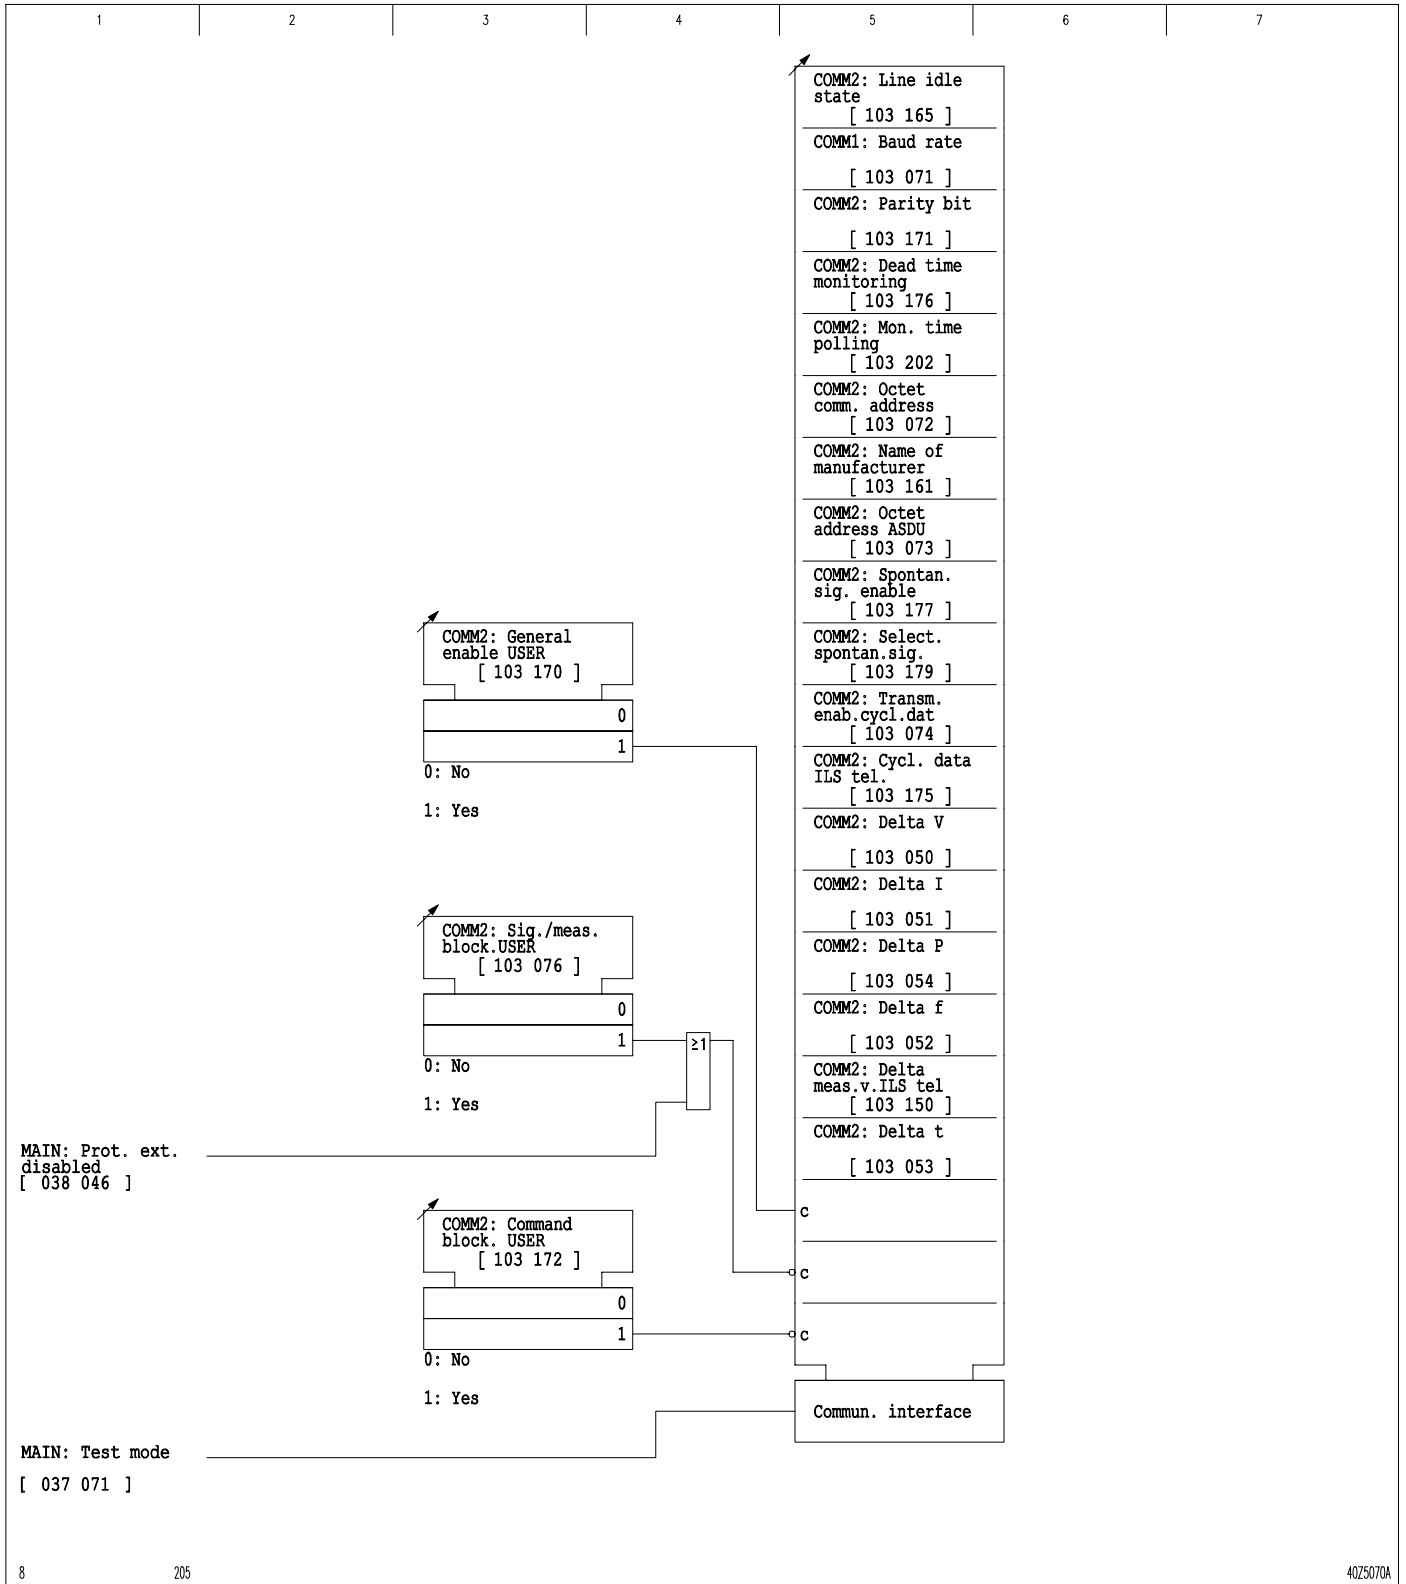 1 2 3 4 5 6 7
COMM2: Line idle
state
[ 103 165 ]
COMM1: Baud rate
[ 103 071 ]
COMM2: Parity bit
[ 103 171 ]
COMM2: Dead time
monitoring
[ 103 176 ]
COMM2: Mon. time
polling
[ 103 202 ]
COMM2: Octet
comm. address
[ 103 072 ]
COMM2: Name of
manufacturer
[ 103 161 ]
COMM2: Octet
address ASDU
[ 103 073 ]
COMM2: Spontan.
sig. enable
[ 103 177 ]
COMM2: Select.
spontan.sig.
[ 103 179 ]
COMM2: Transm.
enab.cycl.dat
[ 103 074 ]
COMM2: Cycl. data
ILS tel.
[ 103 175 ]
COMM2: Delta V
[ 103 050 ]
COMM2: Delta I
[ 103 051 ]
COMM2: Delta P
[ 103 054 ]
COMM2: Delta f
[ 103 052 ]
COMM2: Delta
meas.v.ILS tel
[ 103 150 ]
COMM2: Delta t
[ 103 053 ]
c
c
c
Commun. interface
COMM2: General
enable USER
[ 103 170 ]
0
1
0: No
1: Yes
COMM2: Sig./meas.
block.USER
[ 103 076 ]
0
1
0: No
1: Yes
≥1
MAIN: Prot. ext.
disabled
[ 038 046 ]
COMM2: Command
block. USER
[ 103 172 ]
0
1
0: No
1: Yes
MAIN: Test mode
[ 037 071 ]
8 205 40Z5070A